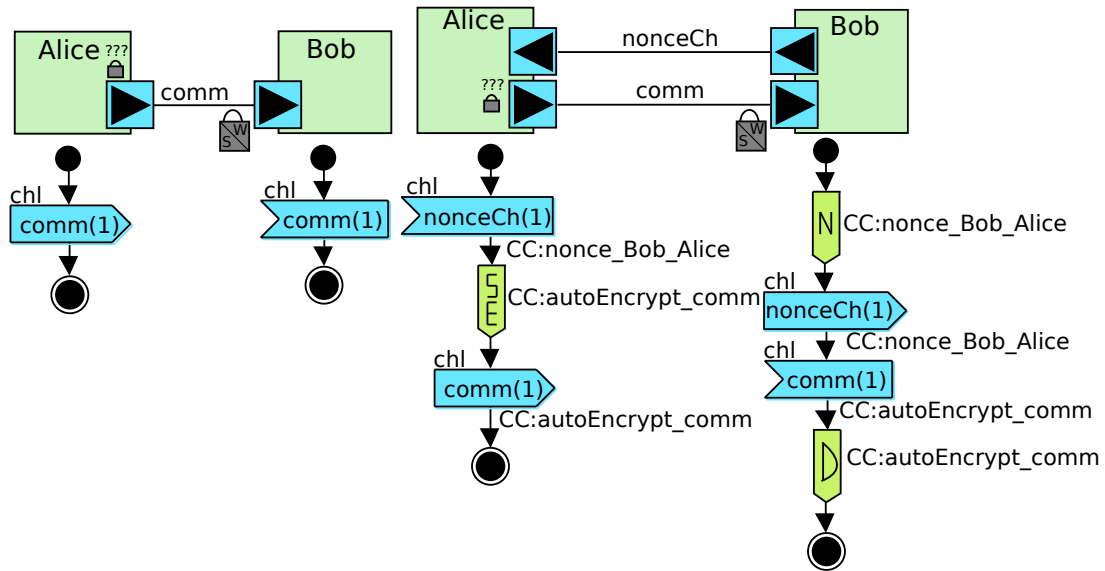 Alice
???
Bob
comm
S W
chl
comm(1)
chl
comm(1)
Alice
Bob
nonceCh
???
comm
S W
chl
nonceCh(1)
CC:nonce_Bob_Alice
SE
CC:autoEncrypt_comm
chl
comm(1)
CC:autoEncrypt_comm
N
CC:nonce_Bob_Alice
chl
nonceCh(1)
CC:nonce_Bob_Alice
chl
comm(1)
CC:autoEncrypt_comm
D
CC:autoEncrypt_comm